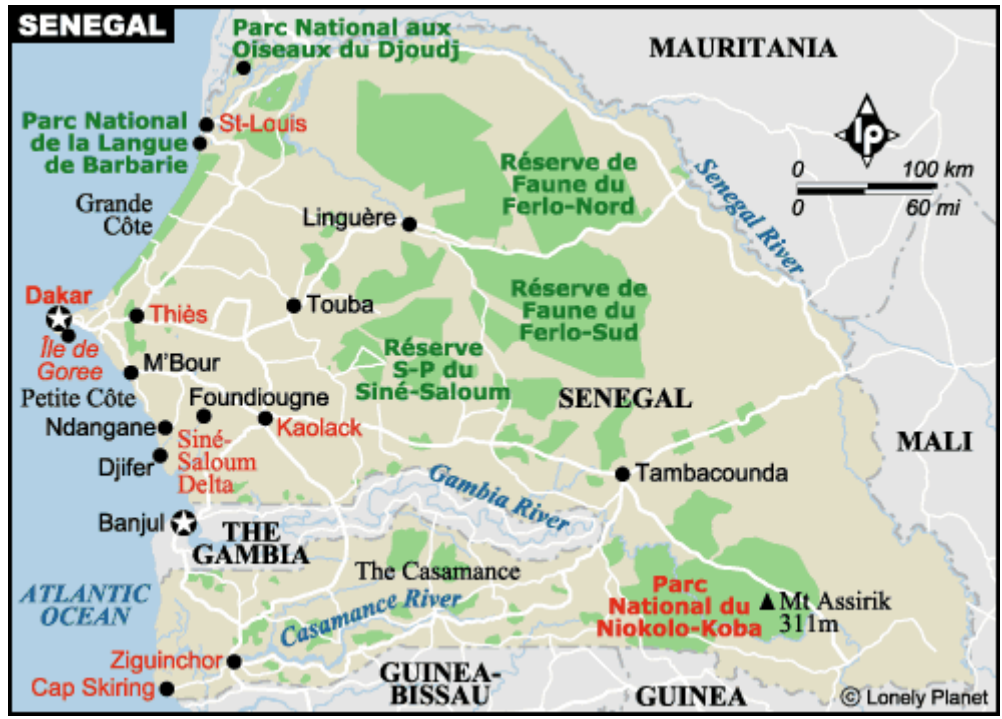 SENEGAL
Parc National aux
Oiseaux du Djoudj
MAURITANIA
Parc National
de la Langue
de Barbarie
St-Louis
lp
0 100 km
0 60 mi
Réserve de
Faune du
Ferlo-Nord
Senegal River
Grande
Côte
Linguère
Dakar
Thiès
Touba
Réserve de
Faune du
Ferlo-Sud
Île de
Goree
M'Bour
Réserve
S-P du
Siné-Saloum
Petite Côte
Foundiougne
SENEGAL
Ndangane
Kaolack
MALI
Siné-
Saloum
Delta
Djifer
Tambacounda
Gambia River
Banjul
THE
GAMBIA
The Casamance
ATLANTIC
OCEAN
Casamance River
Parc
National du
Niokolo-Koba
Mt Assirik
311m
Ziguinchor
Cap Skiring
GUINEA-
BISSAU
GUINEA
© Lonely Planet